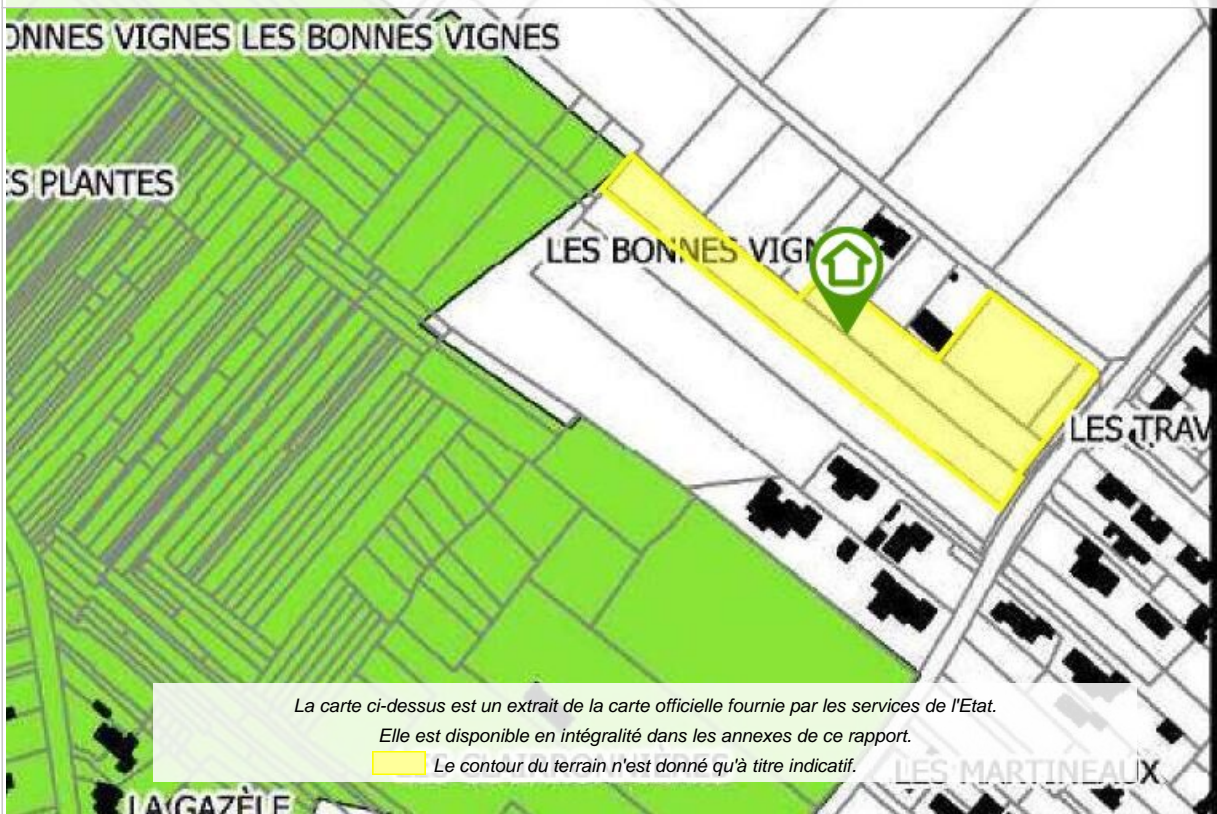 ONNES VIGNES LES BONNES VIGNES
S PLANTES
LES BONNES VIGN
LES TRAV
La carte ci-dessus est un extrait de la carte officielle fournie par les services de l'Etat.
Elle est disponible en intégralité dans les annexes de ce rapport.
Le contour du terrain n'est donné qu'à titre indicatif.
LES MARTINEAUX
LA GAZÈLE